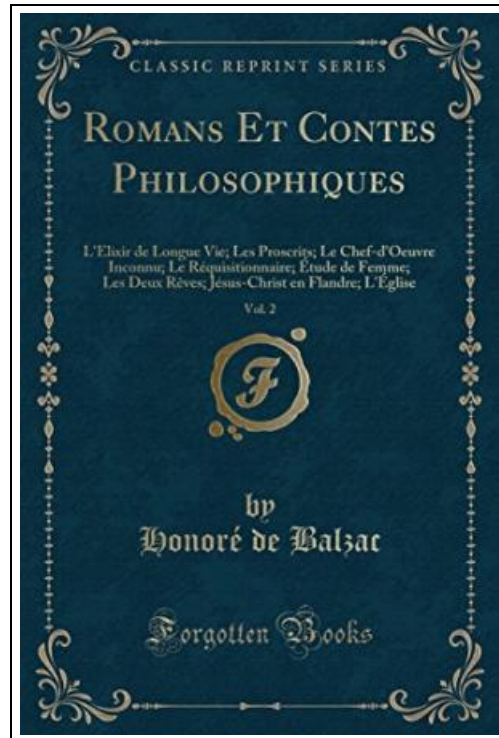 CLASSIC REPRINT SERIES
ROMANS ET CONTES
PHILOSOPHIQUES
L'Élixir de Longue Vie; Les Proscrits; Le Chef-d'Oeuvre
Inconnu; Le Réquisitionnaire; Étude de Femme;
Les Deux Rêves; Jésus-Christ en Flandre; L'Église
Vol. 2
F
by
Honoré de Balzac
Forgotten Books